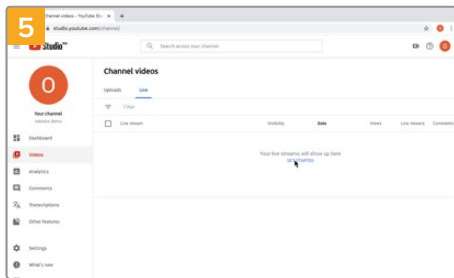 5
Channel videos - YouTube St
studio.youtube.com/channel/
Studio
Search across your channel
O
O
Your channel
Channel videos
Uploads
Live
Filter
Live stream
Visibility
Date
Views
Live viewers
Comments
Your live streams will show up here
GET STARTED
Dashboard
Videos
Analytics
Comments
Transcriptions
Other features
Settings
What's new